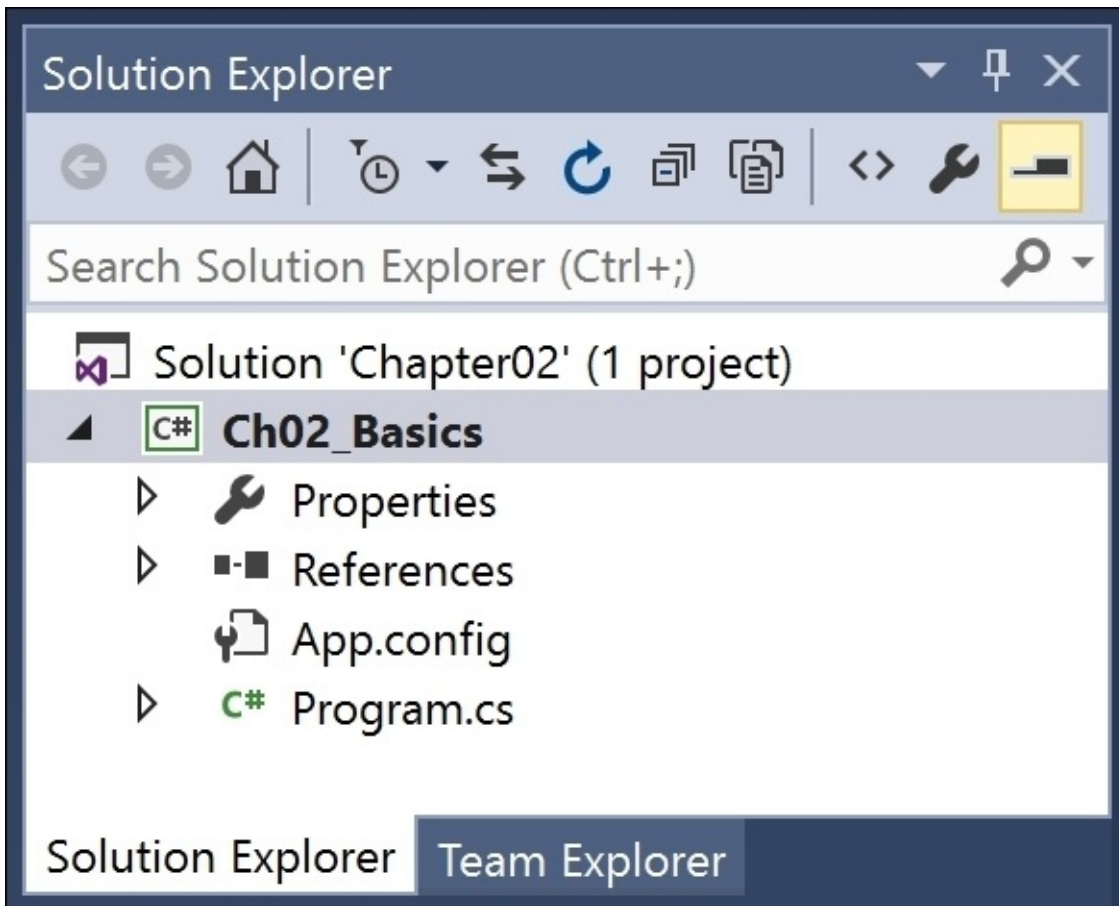 Solution Explorer
Search Solution Explorer (Ctrl+;)
Solution 'Chapter02' (1 project)
C# Ch02_Basics
Properties
References
App.config
C# Program.cs
Solution Explorer Team Explorer